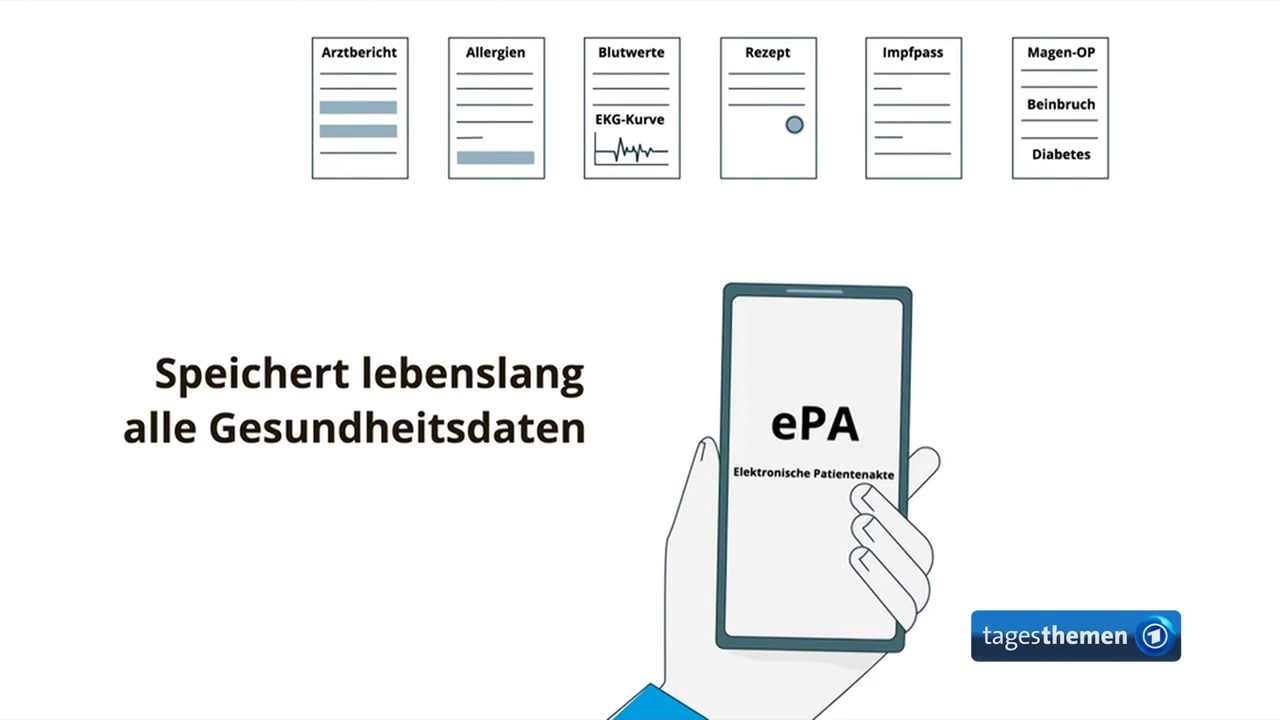 Arztbericht
Allergien
Blutwerte
EKG-Kurve
Rezept
Impfpass
Magen-OP
Beinbruch
Diabetes
Speichert lebenslang
alle Gesundheitsdaten
ePA
Elektronische Patientenakte
tagesthemen 1